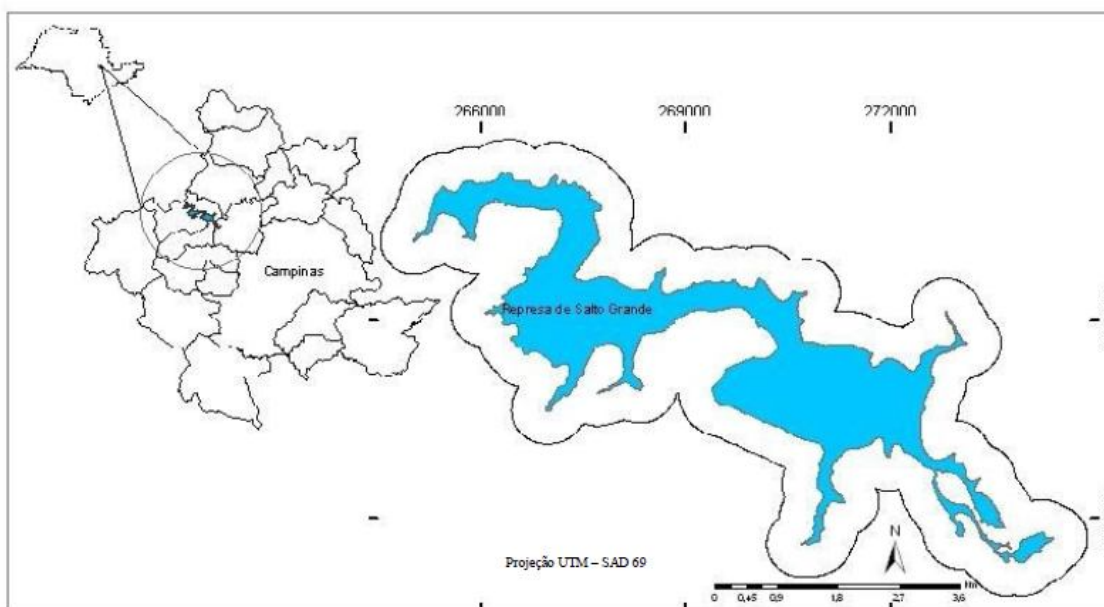 266000 269000 272000
Campinas
Represa de Salto Grande
N
Projeção UTM – SAD 69
0 0,45 0,9 1,8 2,7 3,6